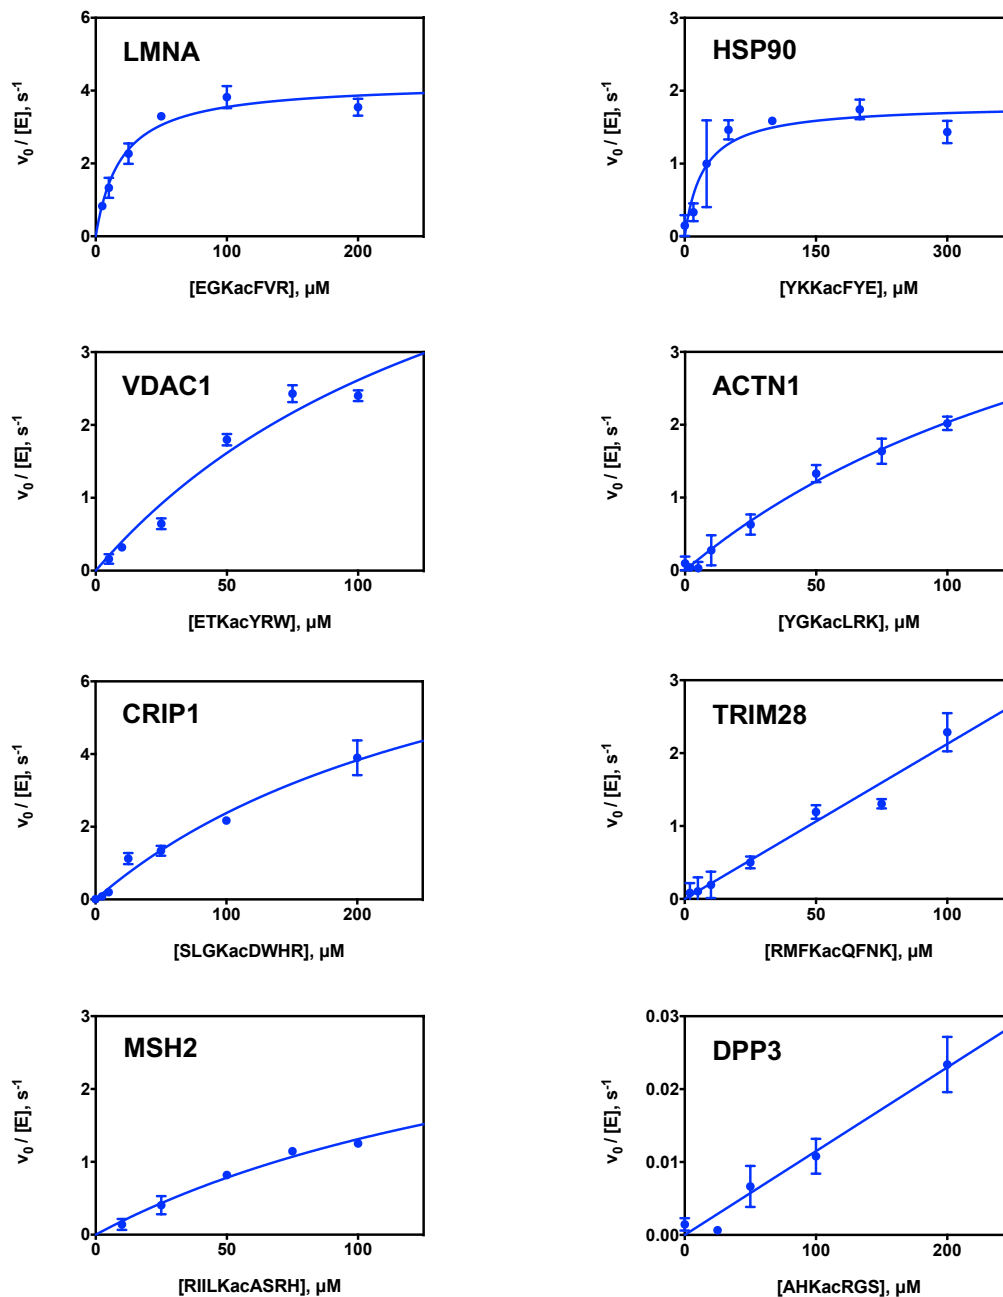 LMNA
v0 / [E], s-1
6
4
2
0
0 100 200
[EGKacFVR], µM
HSP90
v0 / [E], s-1
3
2
1
0
0 150 300
[YKKacFYE], µM
VDAC1
v0 / [E], s-1
3
2
1
0
0 50 100
[ETKacYRW], µM
ACTN1
v0 / [E], s-1
3
2
1
0
0 50 100
[YGKacLRK], µM
CRIP1
v0 / [E], s-1
6
4
2
0
0 100 200
[SLGKacDWHR], µM
TRIM28
v0 / [E], s-1
3
2
1
0
0 50 100
[RMFKacQFNK], µM
MSH2
v0 / [E], s-1
3
2
1
0
0 50 100
[RIILKacASRH], µM
DPP3
v0 / [E], s-1
0.03
0.02
0.01
0.00
0 100 200
[AHKacRGS], µM